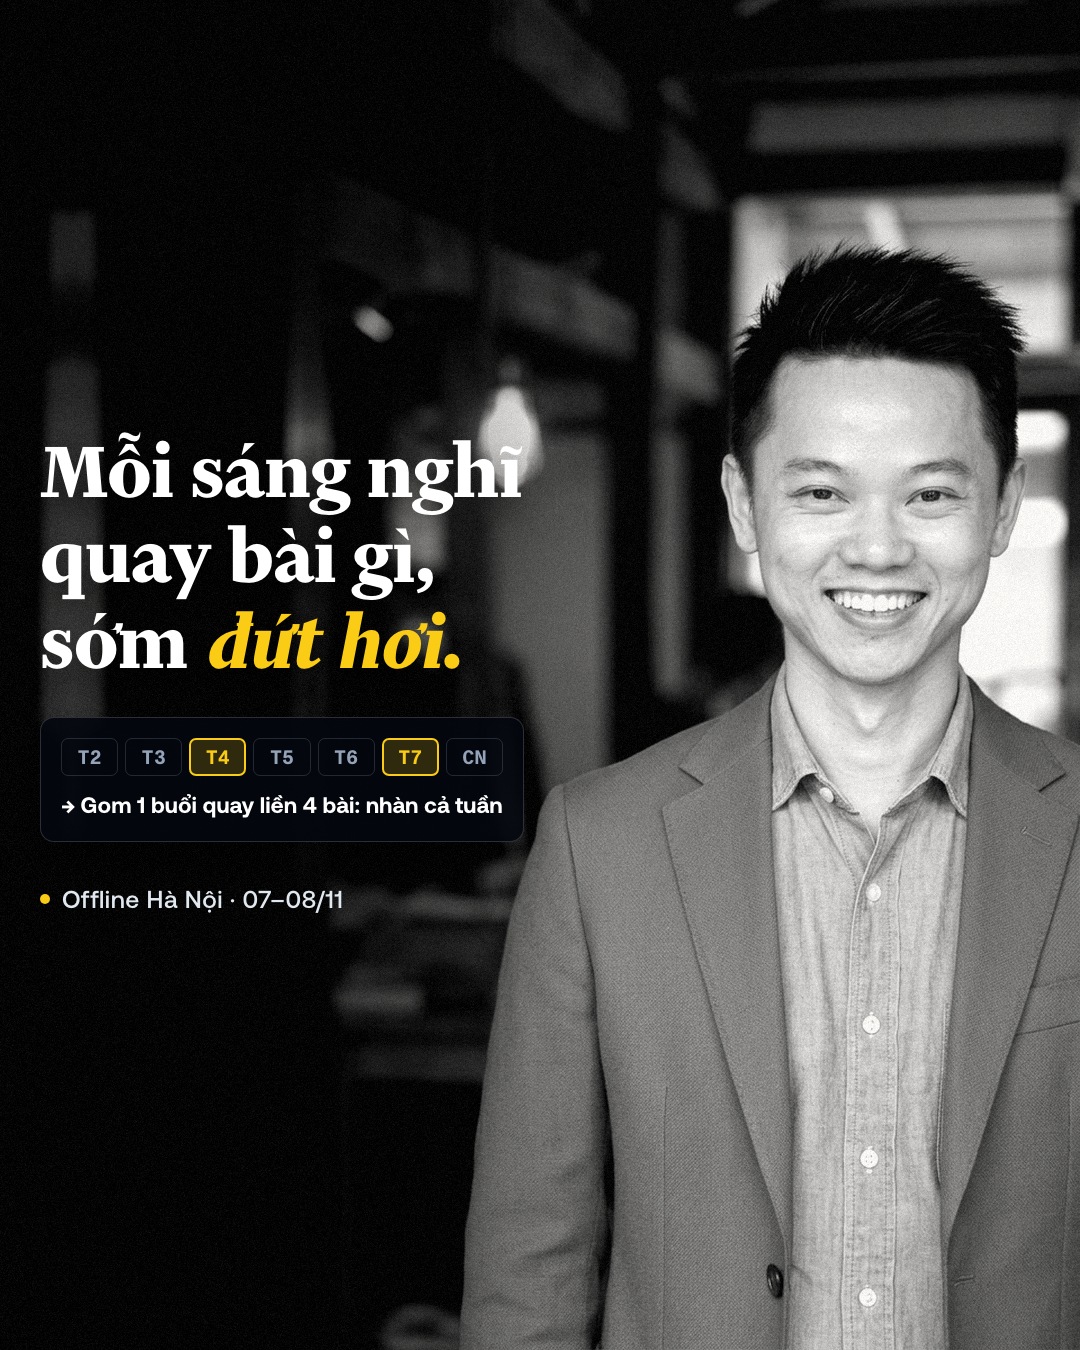 Mỗi sáng nghĩ
quay bài gì,
sớm đứt hơi.
T2 T3 T4 T5 T6 T7 CN
→ Gom 1 buổi quay liền 4 bài: nhàn cả tuần
Offline Hà Nội · 07–08/11